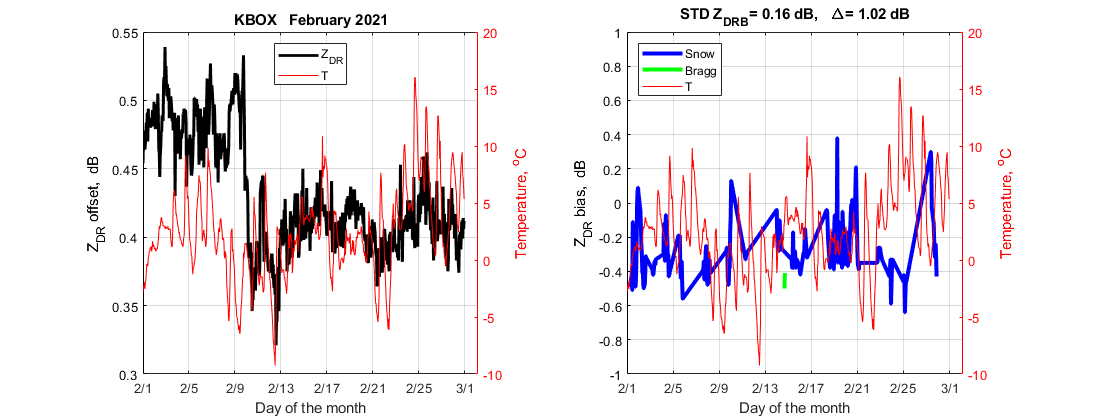 KBOX February 2021
0.55
0.5
0.45
0.4
0.35
0.3
Z_DR offset, dB
Z_DR
T
20
15
10
5
0
-5
-10
Temperature, °C
2/1 2/5 2/9 2/13 2/17 2/21 2/25 3/1
Day of the month
STD Z_DRB = 0.16 dB, Δ = 1.02 dB
1
0.8
0.6
0.4
0.2
0
-0.2
-0.4
-0.6
-0.8
-1
Z_DR bias, dB
Snow
Bragg
T
20
15
10
5
0
-5
-10
Temperature, °C
2/1 2/5 2/9 2/13 2/17 2/21 2/25 3/1
Day of the month